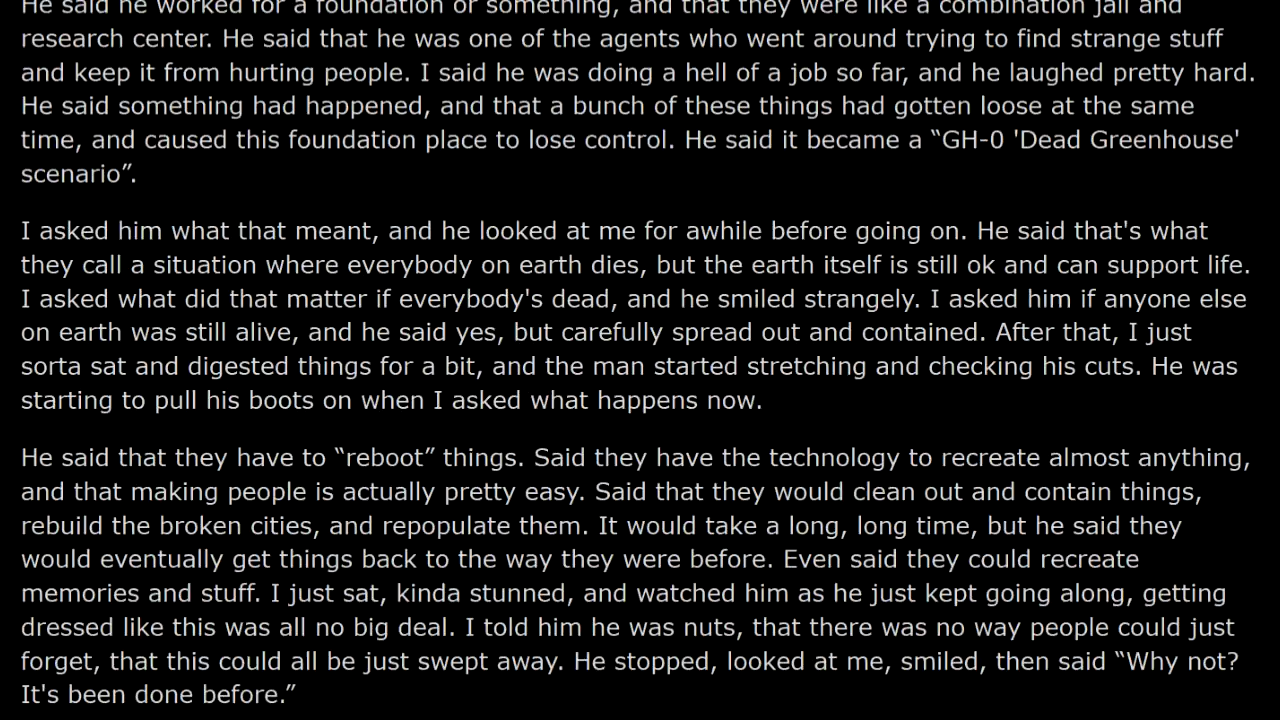 He said he worked for a foundation or something, and that they were like a combination jail and
research center. He said that he was one of the agents who went around trying to find strange stuff
and keep it from hurting people. I said he was doing a hell of a job so far, and he laughed pretty hard.
He said something had happened, and that a bunch of these things had gotten loose at the same
time, and caused this foundation place to lose control. He said it became a “GH-0 'Dead Greenhouse'
scenario”.
I asked him what that meant, and he looked at me for awhile before going on. He said that's what
they call a situation where everybody on earth dies, but the earth itself is still ok and can support life.
I asked what did that matter if everybody's dead, and he smiled strangely. I asked him if anyone else
on earth was still alive, and he said yes, but carefully spread out and contained. After that, I just
sorta sat and digested things for a bit, and the man started stretching and checking his cuts. He was
starting to pull his boots on when I asked what happens now.
He said that they have to “reboot” things. Said they have the technology to recreate almost anything,
and that making people is actually pretty easy. Said that they would clean out and contain things,
rebuild the broken cities, and repopulate them. It would take a long, long time, but he said they
would eventually get things back to the way they were before. Even said they could recreate
memories and stuff. I just sat, kinda stunned, and watched him as he just kept going along, getting
dressed like this was all no big deal. I told him he was nuts, that there was no way people could just
forget, that this could all be just swept away. He stopped, looked at me, smiled, then said “Why not?
It's been done before.”